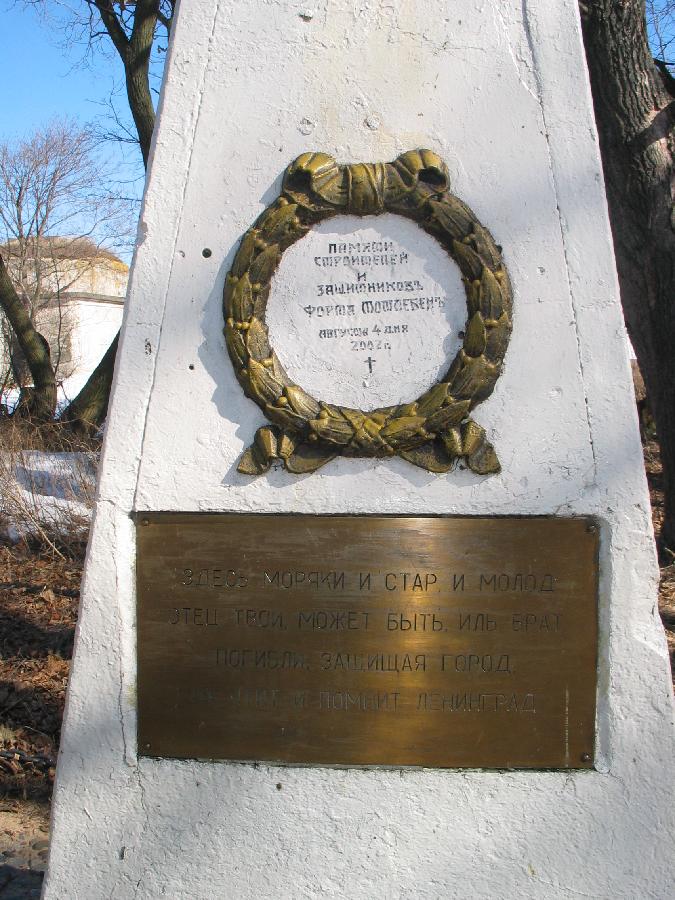 ПАМЯТИ
СТРОИТЕЛЕЙ
И
ЗАЩИТНИКОВЪ
ФОРТА ТОТЛЕБЕНЪ
АВГУСТА 4 ДНЯ
2002 г.
ЗДЕСЬ МОРЯКИ И СТАР, И МОЛОД
ОТЕЦ ТВОЙ, МОЖЕТ БЫТЬ, ИЛЬ БРАТ
ПОГИБЛИ, ЗАЩИЩАЯ ГОРОД,
И ПОМНИТ ЛЕНИНГРАД